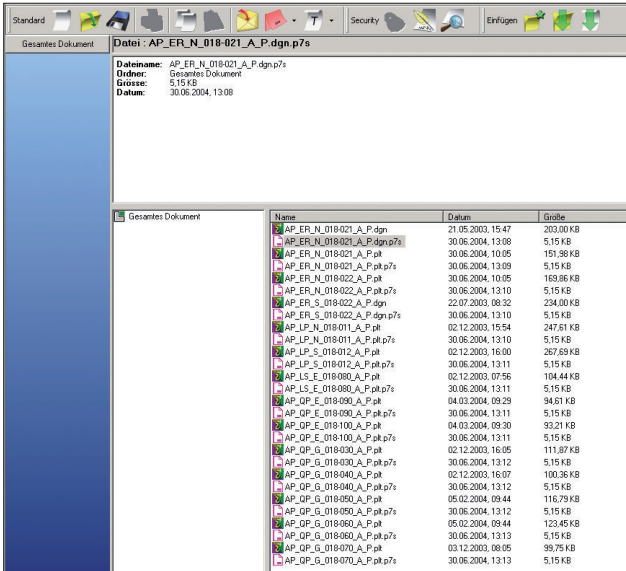 Standard T Security Einfügen
Gesamtes Dokument
Datei : AP_ER_N_018-021_A_P.dgn.p7s
Dateiname: AP_ER_N_018-021_A_P.dgn.p7s
Ordner: Gesamtes Dokument
Grösse: 5,15 KB
Datum: 30.06.2004, 13:08
Gesamtes Dokument
Name Datum Größe
AP_ER_N_018-021_A_P.dgn 21.05.2003, 15:47 203,00 KB
AP_ER_N_018-021_A_P.dgn.p7s 30.06.2004, 13:08 5,15 KB
AP_ER_N_018-021_A_P.plt 30.06.2004, 10:05 151,98 KB
AP_ER_N_018-021_A_P.plt.p7s 30.06.2004, 13:09 5,15 KB
AP_ER_N_018-022_A_P.plt 30.06.2004, 10:05 169,86 KB
AP_ER_N_018-022_A_P.plt.p7s 30.06.2004, 13:10 5,15 KB
AP_ER_S_018-022_A_P.dgn 22.07.2003, 08:32 234,00 KB
AP_ER_S_018-022_A_P.dgn.p7s 30.06.2004, 13:10 5,15 KB
AP_LP_N_018-011_A_P.plt 02.12.2003, 15:54 247,61 KB
AP_LP_N_018-011_A_P.plt.p7s 30.06.2004, 13:10 5,15 KB
AP_LP_S_018-012_A_P.plt 02.12.2003, 16:00 267,69 KB
AP_LP_S_018-012_A_P.plt.p7s 30.06.2004, 13:11 5,15 KB
AP_LS_E_018-080_A_P.plt 02.12.2003, 07:56 104,44 KB
AP_LS_E_018-080_A_P.plt.p7s 30.06.2004, 13:11 5,15 KB
AP_QP_E_018-090_A_P.plt 04.03.2004, 09:29 94,61 KB
AP_QP_E_018-090_A_P.plt.p7s 30.06.2004, 13:11 5,15 KB
AP_QP_E_018-100_A_P.plt 04.03.2004, 09:30 93,21 KB
AP_QP_E_018-100_A_P.plt.p7s 30.06.2004, 13:11 5,15 KB
AP_QP_G_018-030_A_P.plt 02.12.2003, 16:05 111,87 KB
AP_QP_G_018-030_A_P.plt.p7s 30.06.2004, 13:12 5,15 KB
AP_QP_G_018-040_A_P.plt 02.12.2003, 16:07 100,36 KB
AP_QP_G_018-040_A_P.plt.p7s 30.06.2004, 13:12 5,15 KB
AP_QP_G_018-050_A_P.plt 05.02.2004, 09:44 116,79 KB
AP_QP_G_018-050_A_P.plt.p7s 30.06.2004, 13:12 5,15 KB
AP_QP_G_018-060_A_P.plt 05.02.2004, 09:44 123,45 KB
AP_QP_G_018-060_A_P.plt.p7s 30.06.2004, 13:13 5,15 KB
AP_QP_G_018-070_A_P.plt 03.12.2003, 08:05 99,75 KB
AP_QP_G_018-070_A_P.plt.p7s 30.06.2004, 13:13 5,15 KB